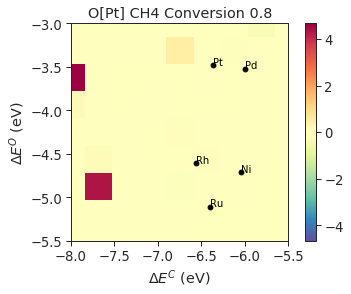 O[Pt] CH4 Conversion 0.8
ΔE^O (eV)
−3.0
−3.5
−4.0
−4.5
−5.0
−5.5
Pt
Pd
Rh
Ni
Ru
−8.0 −7.5 −7.0 −6.5 −6.0 −5.5
ΔE^C (eV)
4
2
0
−2
−4